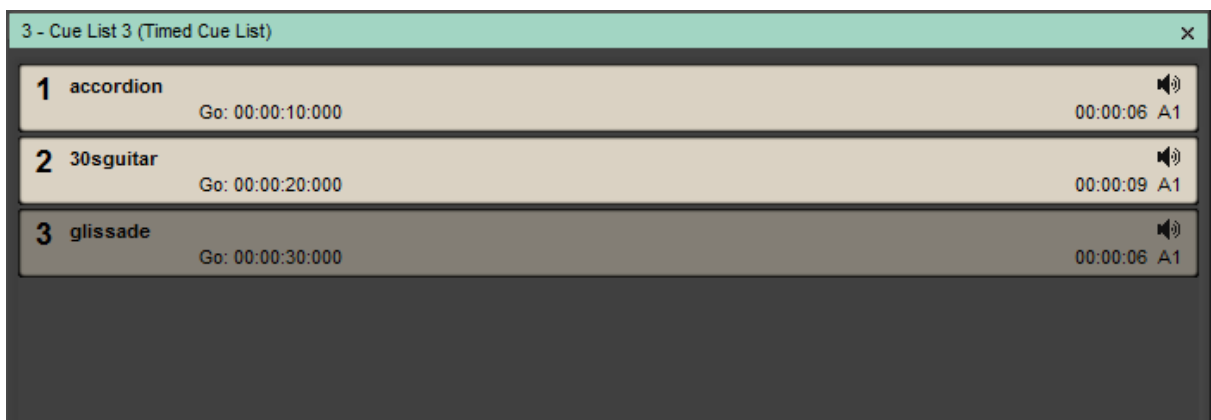 3 - Cue List 3 (Timed Cue List)
1 accordion
Go: 00:00:10:000 00:00:06 A1
2 30sguitar
Go: 00:00:20:000 00:00:09 A1
3 glissade
Go: 00:00:30:000 00:00:06 A1